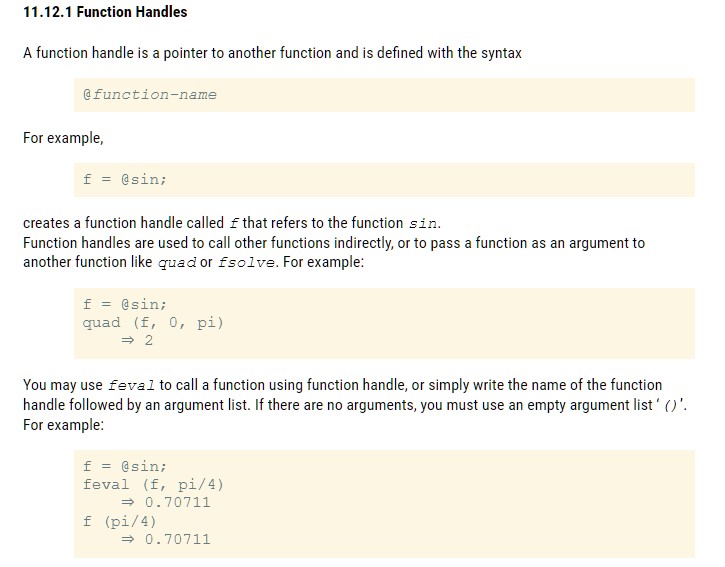 11.12.1 Function Handles
A function handle is a pointer to another function and is defined with the syntax
@function-name
For example,
f = @sin;
creates a function handle called f that refers to the function sin.
Function handles are used to call other functions indirectly, or to pass a function as an argument to
another function like quad or fsolve. For example:
f = @sin;
quad (f, 0, pi)
⇒ 2
You may use feval to call a function using function handle, or simply write the name of the function
handle followed by an argument list. If there are no arguments, you must use an empty argument list ‘ ()’.
For example:
f = @sin;
feval (f, pi/4)
⇒ 0.70711
f (pi/4)
⇒ 0.70711